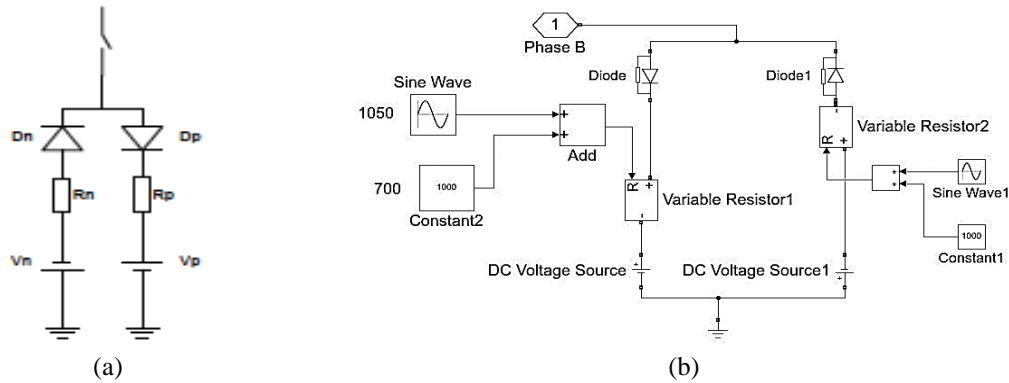 Dn
Dp
Rn
Rp
Vn
Vp
(a)
1
Phase B
Diode
Diode1
Sine Wave
1050
+
+
Add
700
1000
Constant2
R
+
-
Variable Resistor1
-
R
+
Variable Resistor2
+
+
Sine Wave1
1000
Constant1
DC Voltage Source
+
DC Voltage Source1
+
(b)